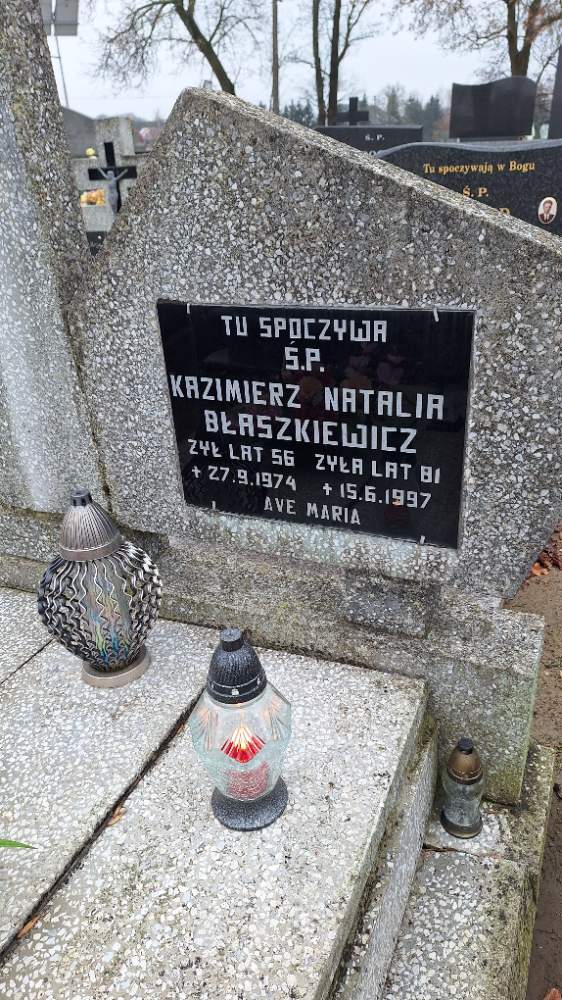 TU SPOCZYWA
Ś.P.
KAZIMIERZ NATALIA
BŁASZKIEWICZ
ŻYŁ LAT 56 ŻYŁA LAT 81
+ 27.9.1974 + 15.6.1997
AVE MARIA
Ś.P.
Tu spoczywają w Bogu
Ś.P.